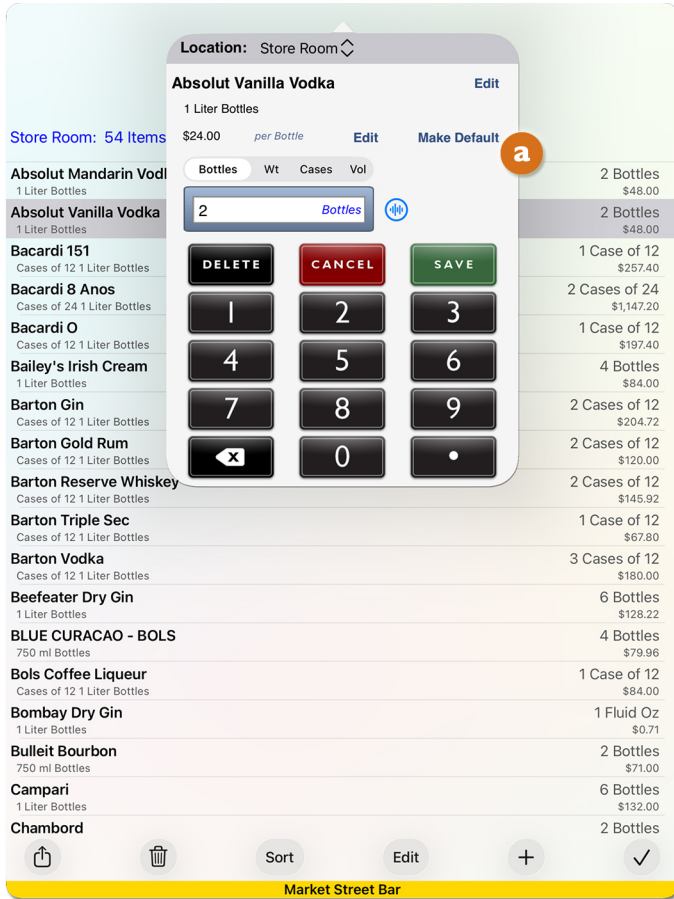 Location: Store Room
Absolut Vanilla Vodka Edit
1 Liter Bottles
$24.00 per Bottle Edit Make Default
a
Bottles Wt Cases Vol
2 Bottles
DELETE CANCEL SAVE
1 2 3
4 5 6
7 8 9
x 0 .
Store Room: 54 Items
Absolut Mandarin Vod 2 Bottles
1 Liter Bottles $48.00
Absolut Vanilla Vodka 2 Bottles
1 Liter Bottles $48.00
Bacardi 151 1 Case of 12
Cases of 12 1 Liter Bottles $257.40
Bacardi 8 Anos 2 Cases of 24
Cases of 24 1 Liter Bottles $1,147.20
Bacardi O 1 Case of 12
Cases of 12 1 Liter Bottles $197.40
Bailey's Irish Cream 4 Bottles
1 Liter Bottles $84.00
Barton Gin 2 Cases of 12
Cases of 12 1 Liter Bottles $204.72
Barton Gold Rum 2 Cases of 12
Cases of 12 1 Liter Bottles $120.00
Barton Reserve Whiskey 2 Cases of 12
Cases of 12 1 Liter Bottles $145.92
Barton Triple Sec 1 Case of 12
Cases of 12 1 Liter Bottles $67.80
Barton Vodka 3 Cases of 12
Cases of 12 1 Liter Bottles $180.00
Beefeater Dry Gin 6 Bottles
1 Liter Bottles $128.22
BLUE CURACAO - BOLS 4 Bottles
750 ml Bottles $79.96
Bols Coffee Liqueur 1 Case of 12
Cases of 12 1 Liter Bottles $84.00
Bombay Dry Gin 1 Fluid Oz
1 Liter Bottles $0.71
Bulleit Bourbon 2 Bottles
750 ml Bottles $71.00
Campari 6 Bottles
1 Liter Bottles $132.00
Chambord 2 Bottles
Sort Edit
Market Street Bar